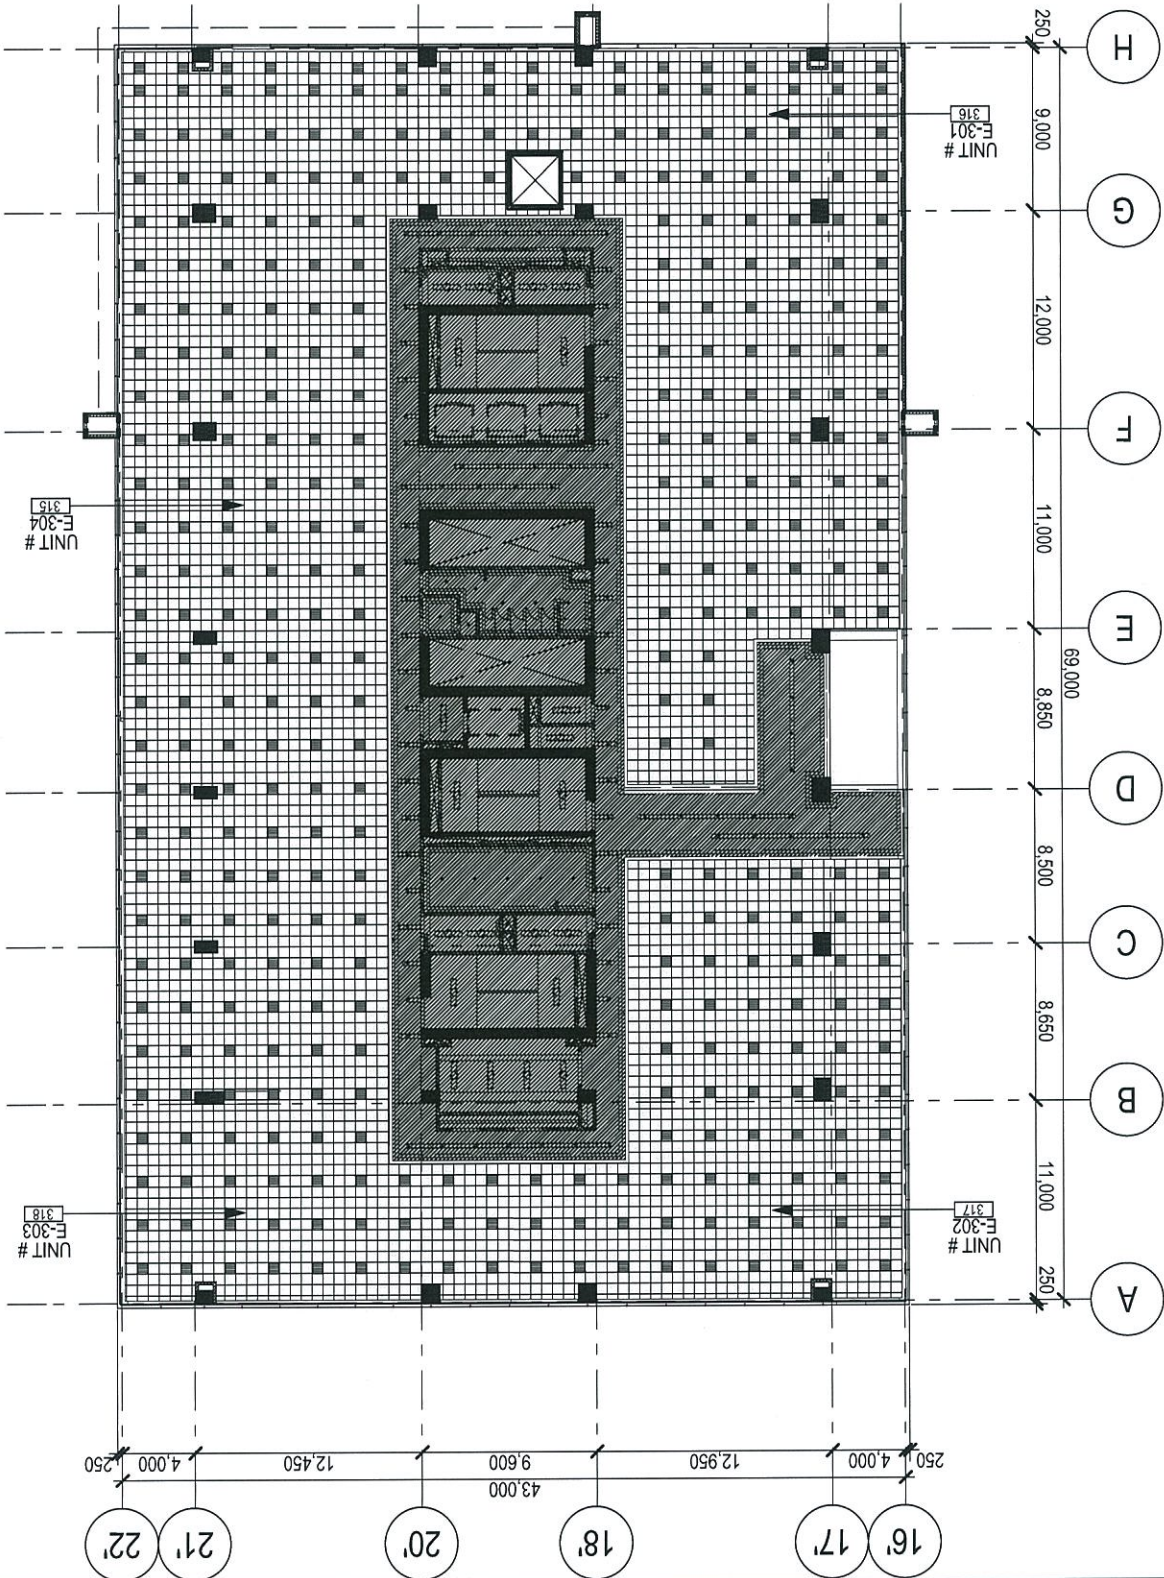 16' 17' 18' 20' 21' 22'
43,000
250 4,000 12,950 9,600 12,450 4,000 250
A
250
11,000
UNIT #
E-302
317
UNIT #
E-303
318
B
8,650
C
8,500
D
8,850
69,000
E
11,000
UNIT #
E-304
315
F
12,000
G
9,000
UNIT #
E-301
316
H
250